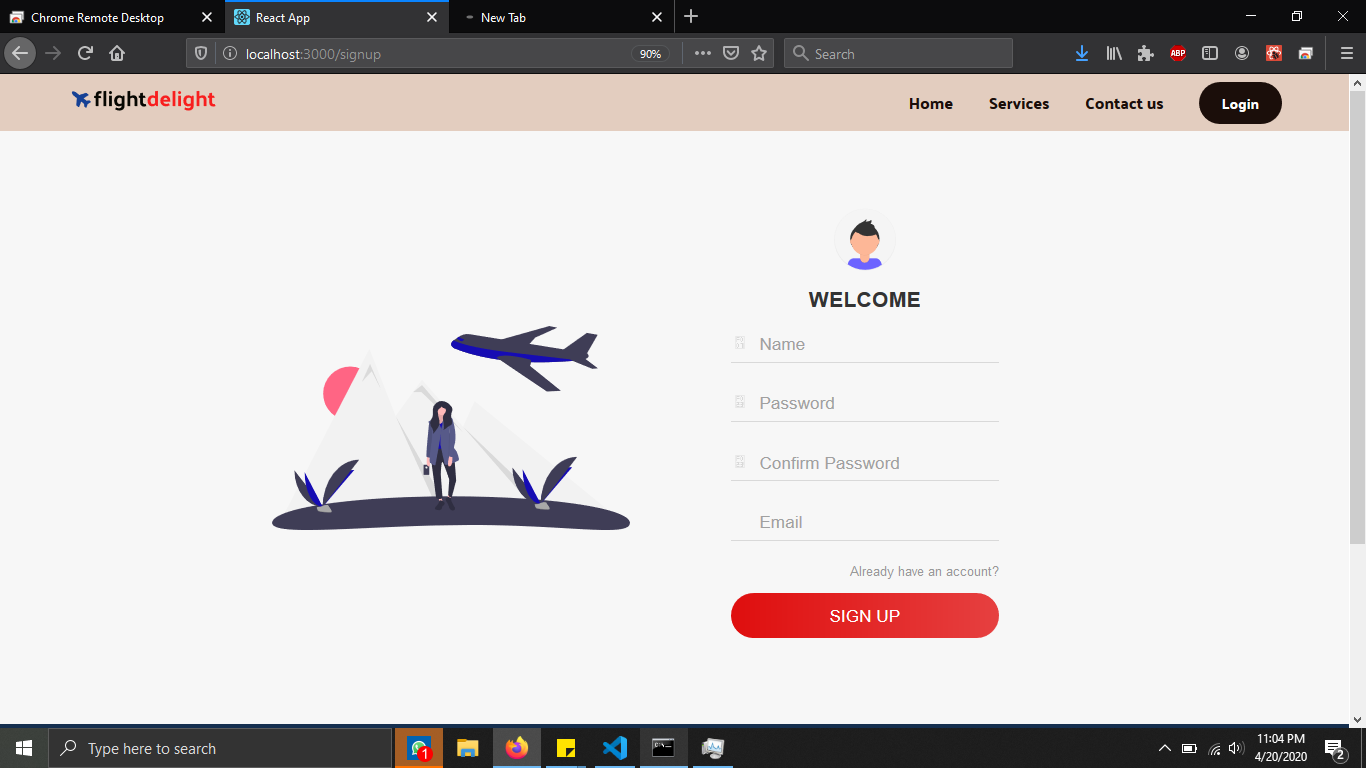 Chrome Remote Desktop
React App
New Tab
localhost:3000/signup
90%
Search
ABP
flightdelight
Home
Services
Contact us
Login
WELCOME
Name
Password
Confirm Password
Email
Already have an account?
SIGN UP
Type here to search
1
11:04 PM
4/20/2020
2